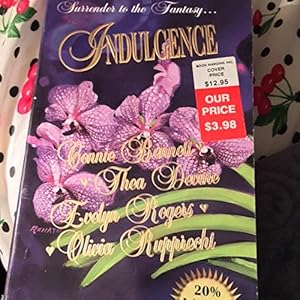 Surrender to the Fantasy...
INDULGENCE
BOOK MARGINS, INC.
COVER
PRICE
$12.95
OUR
PRICE
$3.98
Connie Bennett
Thea Devine
Evelyn Rogers
Olivia Rupprecht
20%